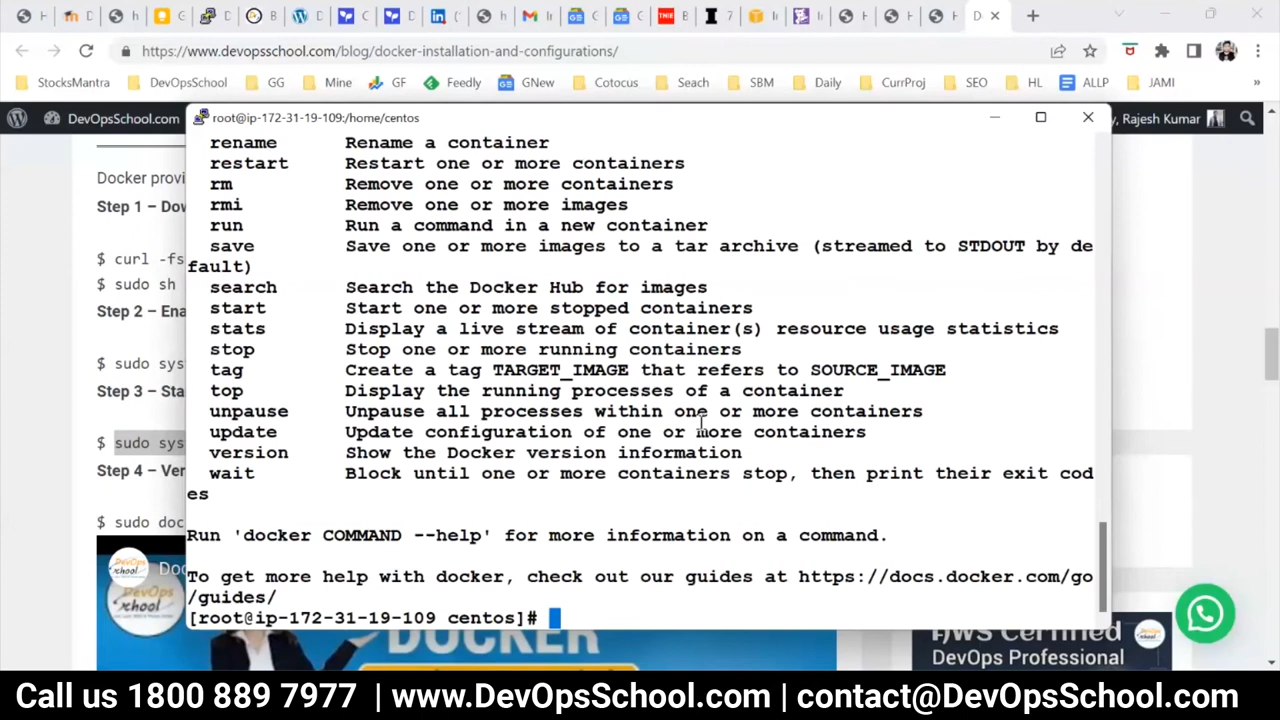 https://www.devopsschool.com/blog/docker-installation-and-configurations/
StocksMantra DevOpsSchool GG Mine GF Feedly GNew Cotocus Seach SBM Daily CurrProj SEO HL ALLP JAMI
DevOpsSchool.com
Rajesh Kumar
root@ip-172-31-19-109:/home/centos
Docker provi
Step 1 – Dow
$ curl -fs
$ sudo sh
Step 2 – Ena
$ sudo sys
Step 3 – Star
$ sudo sys
Step 4 – Ver
$ sudo doc
rename Rename a container
restart Restart one or more containers
rm Remove one or more containers
rmi Remove one or more images
run Run a command in a new container
save Save one or more images to a tar archive (streamed to STDOUT by de
fault)
search Search the Docker Hub for images
start Start one or more stopped containers
stats Display a live stream of container(s) resource usage statistics
stop Stop one or more running containers
tag Create a tag TARGET_IMAGE that refers to SOURCE_IMAGE
top Display the running processes of a container
unpause Unpause all processes within one or more containers
update Update configuration of one or more containers
version Show the Docker version information
wait Block until one or more containers stop, then print their exit cod
es
Run 'docker COMMAND --help' for more information on a command.
To get more help with docker, check out our guides at https://docs.docker.com/go
/guides/
[root@ip-172-31-19-109 centos]#
DevOps
School
DOCKER
AWS Certified
DevOps Professional
Call us 1800 889 7977 | www.DevOpsSchool.com | contact@DevOpsSchool.com